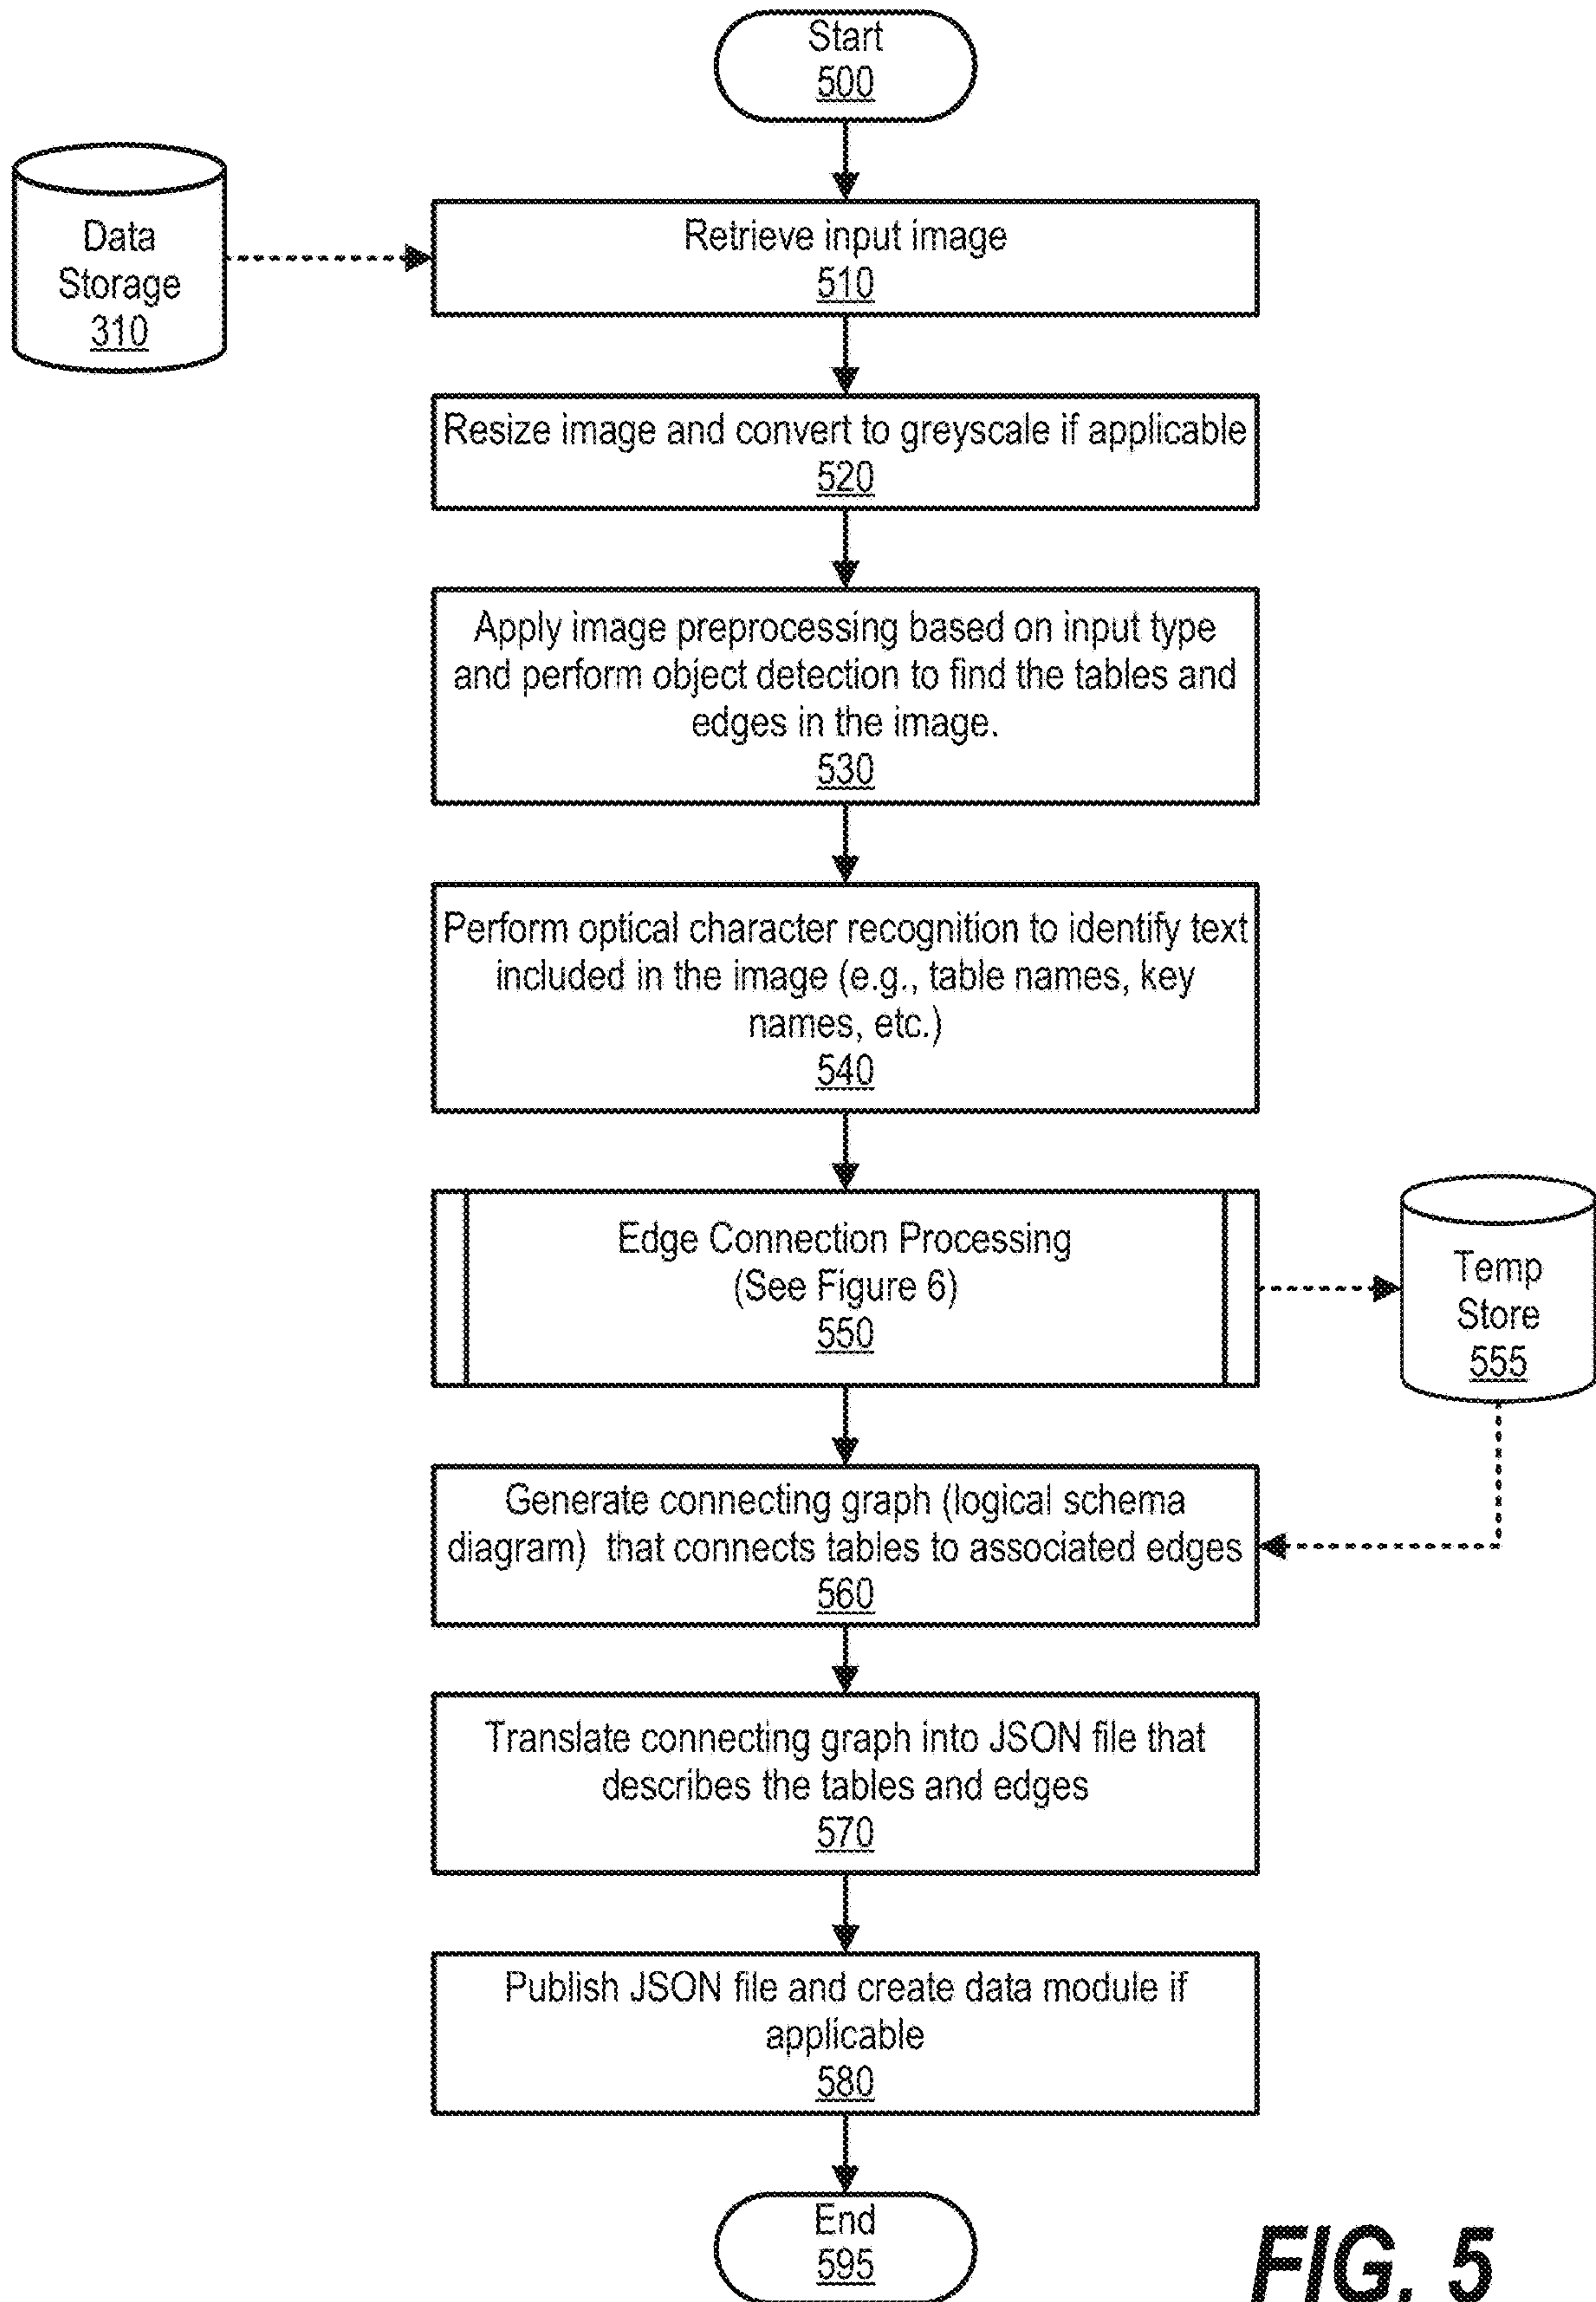 Start
500
Data
Storage
310
Retrieve input image
510
Resize image and convert to greyscale if applicable
520
Apply image preprocessing based on input type
and perform object detection to find the tables and
edges in the image.
530
Perform optical character recognition to identify text
included in the image (e.g., table names, key
names, etc.)
540
Edge Connection Processing
(See Figure 6)
550
Temp
Store
555
Generate connecting graph (logical schema
diagram) that connects tables to associated edges
560
Translate connecting graph into JSON file that
describes the tables and edges
570
Publish JSON file and create data module if
applicable
580
End
595
FIG. 5